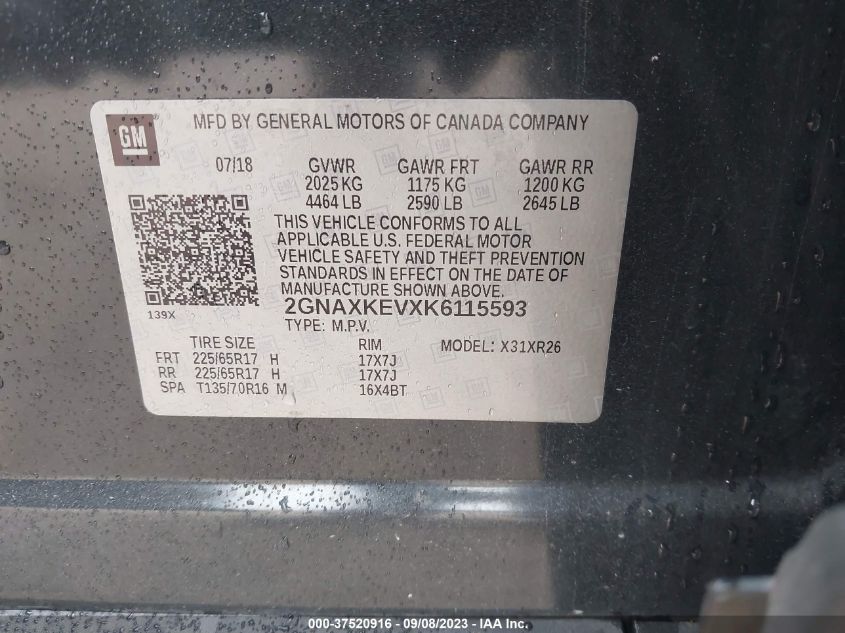 GM ®
MFD BY GENERAL MOTORS OF CANADA COMPANY
07/18 GVWR GAWR FRT GAWR RR
2025 KG 1175 KG 1200 KG
4464 LB 2590 LB 2645 LB
THIS VEHICLE CONFORMS TO ALL
APPLICABLE U.S. FEDERAL MOTOR
VEHICLE SAFETY AND THEFT PREVENTION
STANDARDS IN EFFECT ON THE DATE OF
MANUFACTURE SHOWN ABOVE.
139X 2GNAXKEVXK6115593
TYPE: M.P.V.
TIRE SIZE RIM MODEL: X31XR26
FRT 225/65R17 H 17X7J
RR 225/65R17 H 17X7J
SPA T135/70R16 M 16X4BT
000-37520916 - 09/08/2023 - IAA Inc.